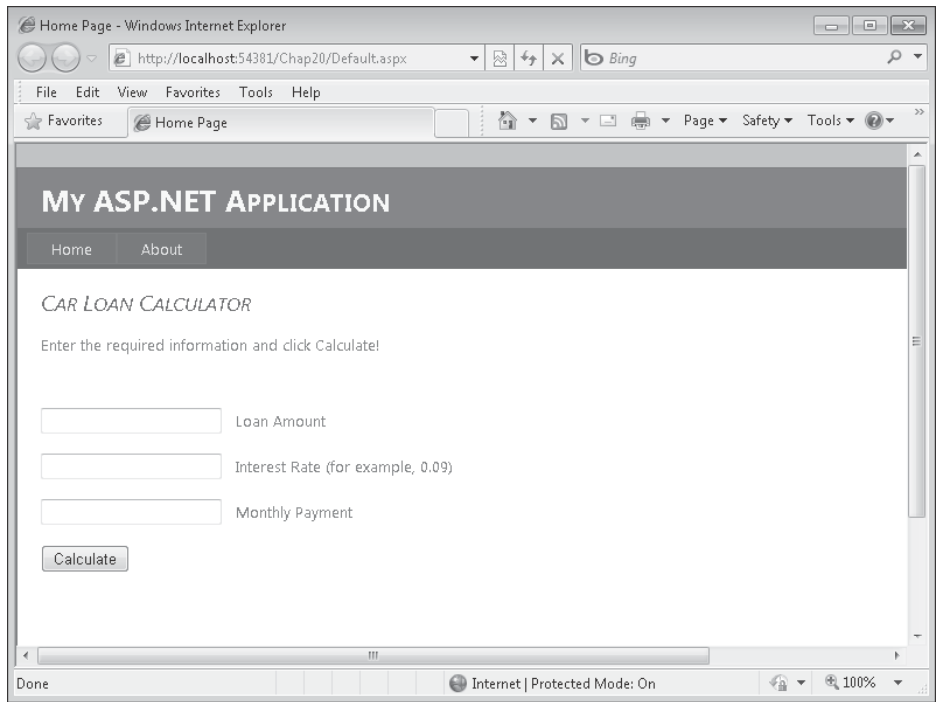 Home Page - Windows Internet Explorer
http://localhost:54381/Chap20/Default.aspx
Bing
File Edit View Favorites Tools Help
Favorites Home Page Page Safety Tools
MY ASP.NET APPLICATION
Home About
CAR LOAN CALCULATOR
Enter the required information and click Calculate!
Loan Amount
Interest Rate (for example, 0.09)
Monthly Payment
Calculate
Done Internet | Protected Mode: On 100%